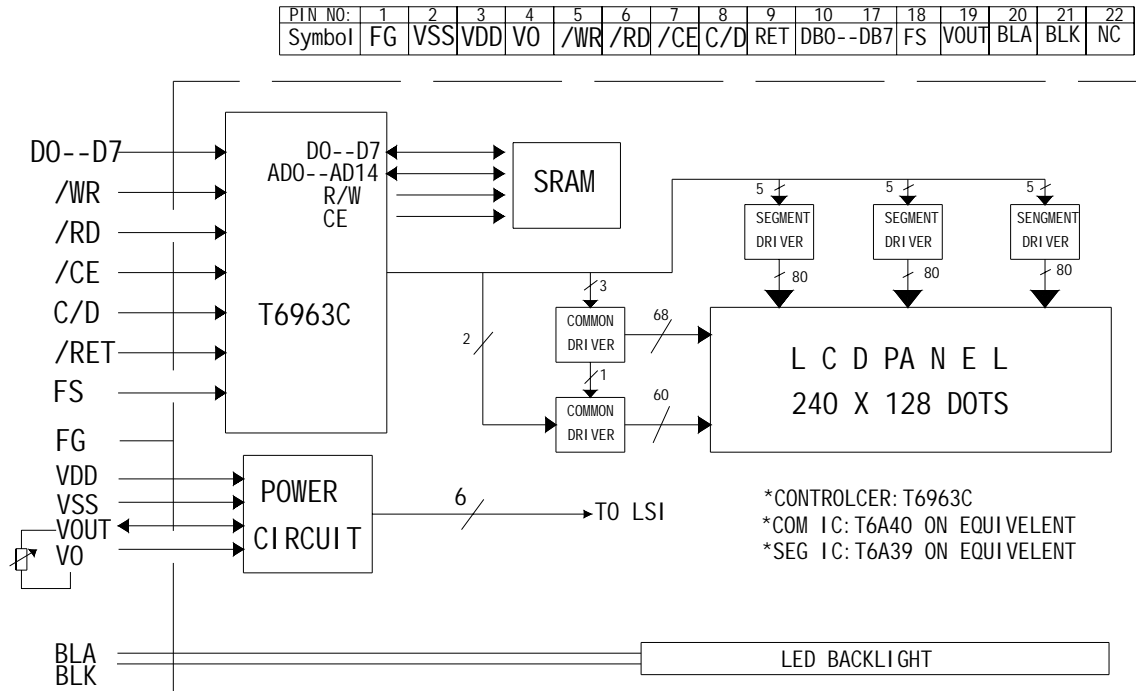 PIN NO: 1 2 3 4 5 6 7 8 9 10 17 18 19 20 21 22
Symbol FG VSS VDD VO /WR /RD /CE C/D RET DB0--DB7 FS VOUT BLA BLK NC
D0--D7
/WR
/RD
/CE
C/D
/RET
FS
FG
VDD
VSS
VOUT
VO
BLA
BLK
D0--D7
AD0--AD14
R/W
CE
T6963C
SRAM
5 5 5
SEGMENT DRIVER
SEGMENT DRIVER
SENGMENT DRIVER
80 80 80
3
2
COMMON
DRIVER
68
1
COMMON
DRIVER
60
L C D PA N E L
240 X 128 DOTS
POWER
CIRCUIT
6
TO LSI
*CONTROLCER: T6963C
*COM IC: T6A40 ON EQUIVELENT
*SEG IC: T6A39 ON EQUIVELENT
LED BACKLIGHT